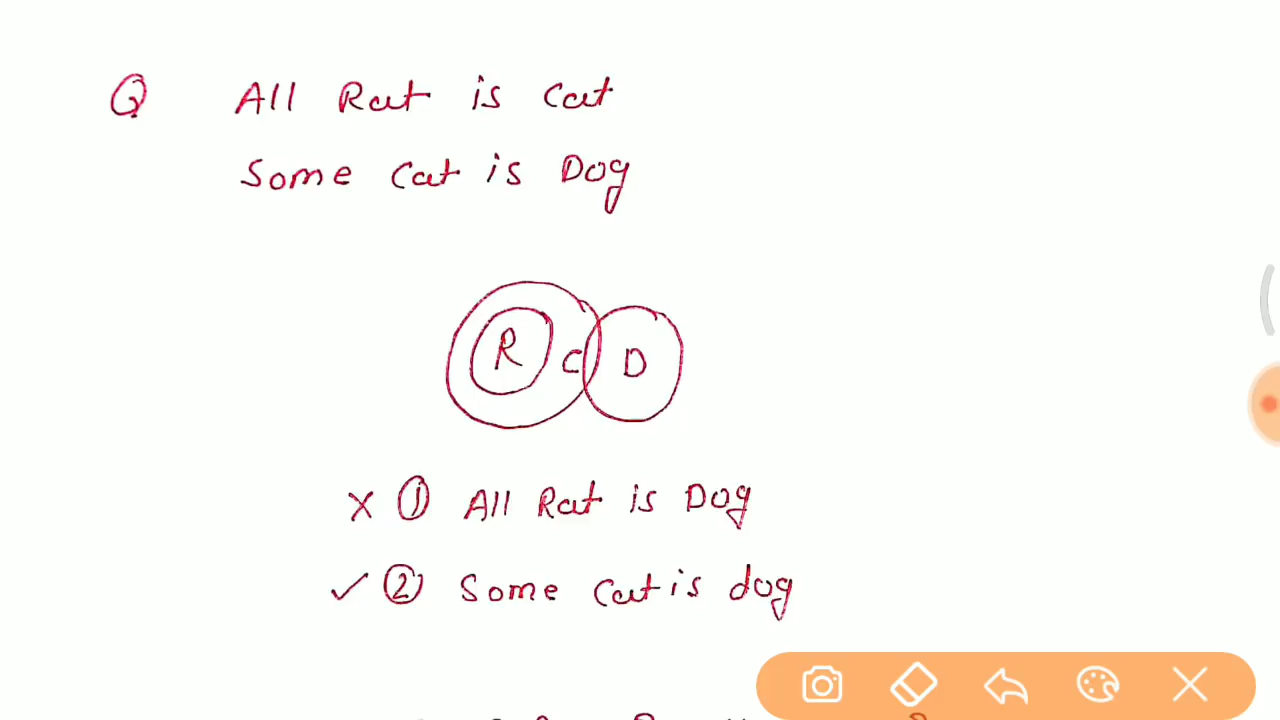 Q All Rat is Cat
Some Cat is Dog
R C D
X ① All Rat is Dog
✓ ② Some Cat is dog